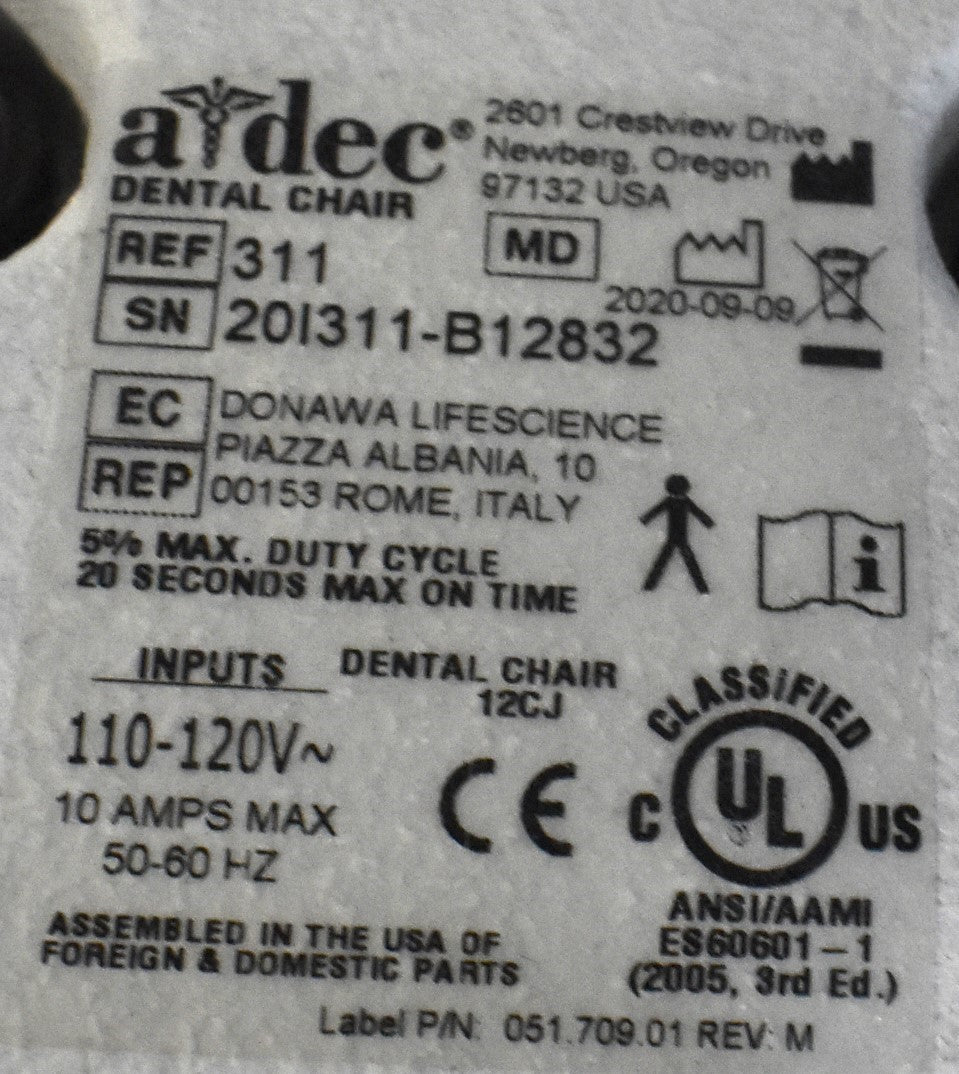 a dec®
DENTAL CHAIR
2601 Crestview Drive
Newberg, Oregon
97132 USA
REF 311
MD
2020-09-09
SN 20I311-B12832
EC REP
DONAWA LIFESCIENCE
PIAZZA ALBANIA, 10
00153 ROME, ITALY
5% MAX. DUTY CYCLE
20 SECONDS MAX ON TIME
i
INPUTS
110-120V~
10 AMPS MAX
50-60 HZ
DENTAL CHAIR
12CJ
CE
CLASSiFIED
C UL US
ANSI/AAMI
ES60601-1
(2005, 3rd Ed.)
ASSEMBLED IN THE USA OF
FOREIGN & DOMESTIC PARTS
Label P/N: 051.709.01 REV: M